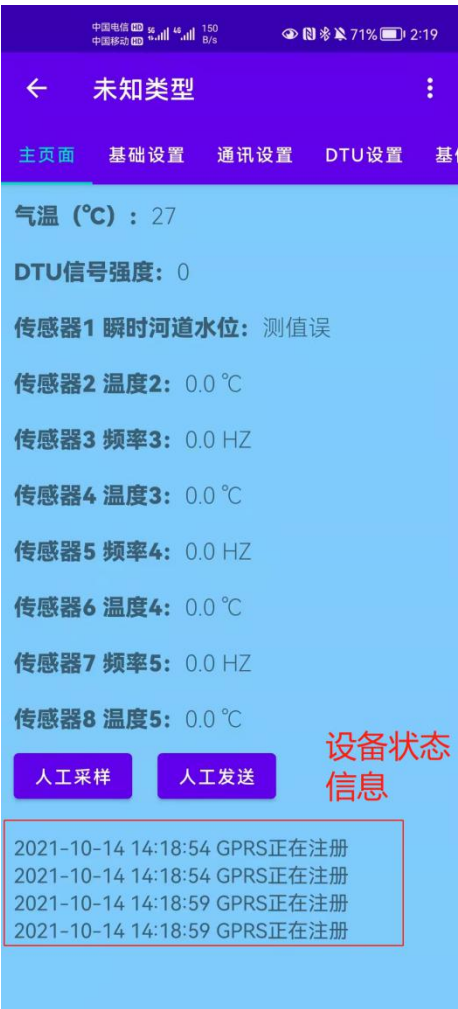 中国电信 HD 5G 4G 150
中国移动 HD B/s 71% 2:19
未知类型
主页面 基础设置 通讯设置 DTU设置 基
气温（℃）：27
DTU信号强度：0
传感器1 瞬时河道水位：测值误
传感器2 温度2：0.0 ℃
传感器3 频率3：0.0 HZ
传感器4 温度3：0.0 ℃
传感器5 频率4：0.0 HZ
传感器6 温度4：0.0 ℃
传感器7 频率5：0.0 HZ
传感器8 温度5：0.0 ℃
人工采样 人工发送
设备状态
信息
2021-10-14 14:18:54 GPRS正在注册
2021-10-14 14:18:54 GPRS正在注册
2021-10-14 14:18:59 GPRS正在注册
2021-10-14 14:18:59 GPRS正在注册